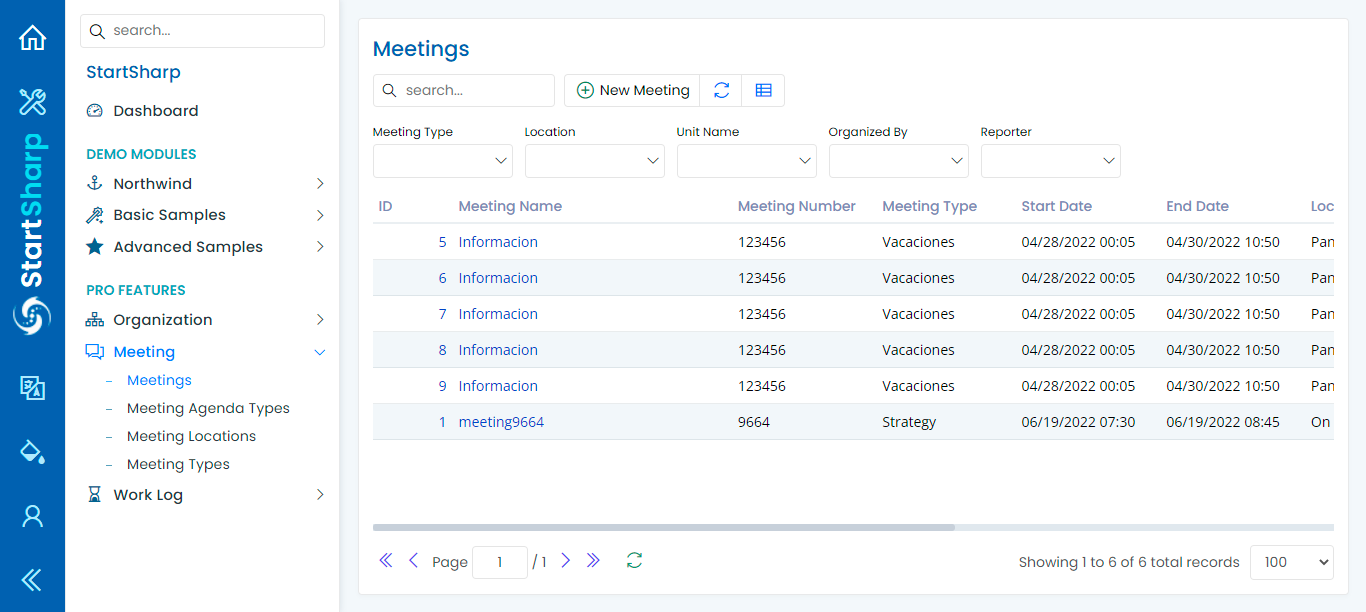 StartSharp
search...
StartSharp
Dashboard
DEMO MODULES
Northwind
Basic Samples
Advanced Samples
PRO FEATURES
Organization
Meeting
– Meetings
– Meeting Agenda Types
– Meeting Locations
– Meeting Types
Work Log
Meetings
search... New Meeting
Meeting Type Location Unit Name Organized By Reporter
ID Meeting Name Meeting Number Meeting Type Start Date End Date Loc
5 Informacion 123456 Vacaciones 04/28/2022 00:05 04/30/2022 10:50 Pan
6 Informacion 123456 Vacaciones 04/28/2022 00:05 04/30/2022 10:50 Pan
7 Informacion 123456 Vacaciones 04/28/2022 00:05 04/30/2022 10:50 Pan
8 Informacion 123456 Vacaciones 04/28/2022 00:05 04/30/2022 10:50 Pan
9 Informacion 123456 Vacaciones 04/28/2022 00:05 04/30/2022 10:50 Pan
1 meeting9664 9664 Strategy 06/19/2022 07:30 06/19/2022 08:45 On
Page 1 / 1 Showing 1 to 6 of 6 total records 100